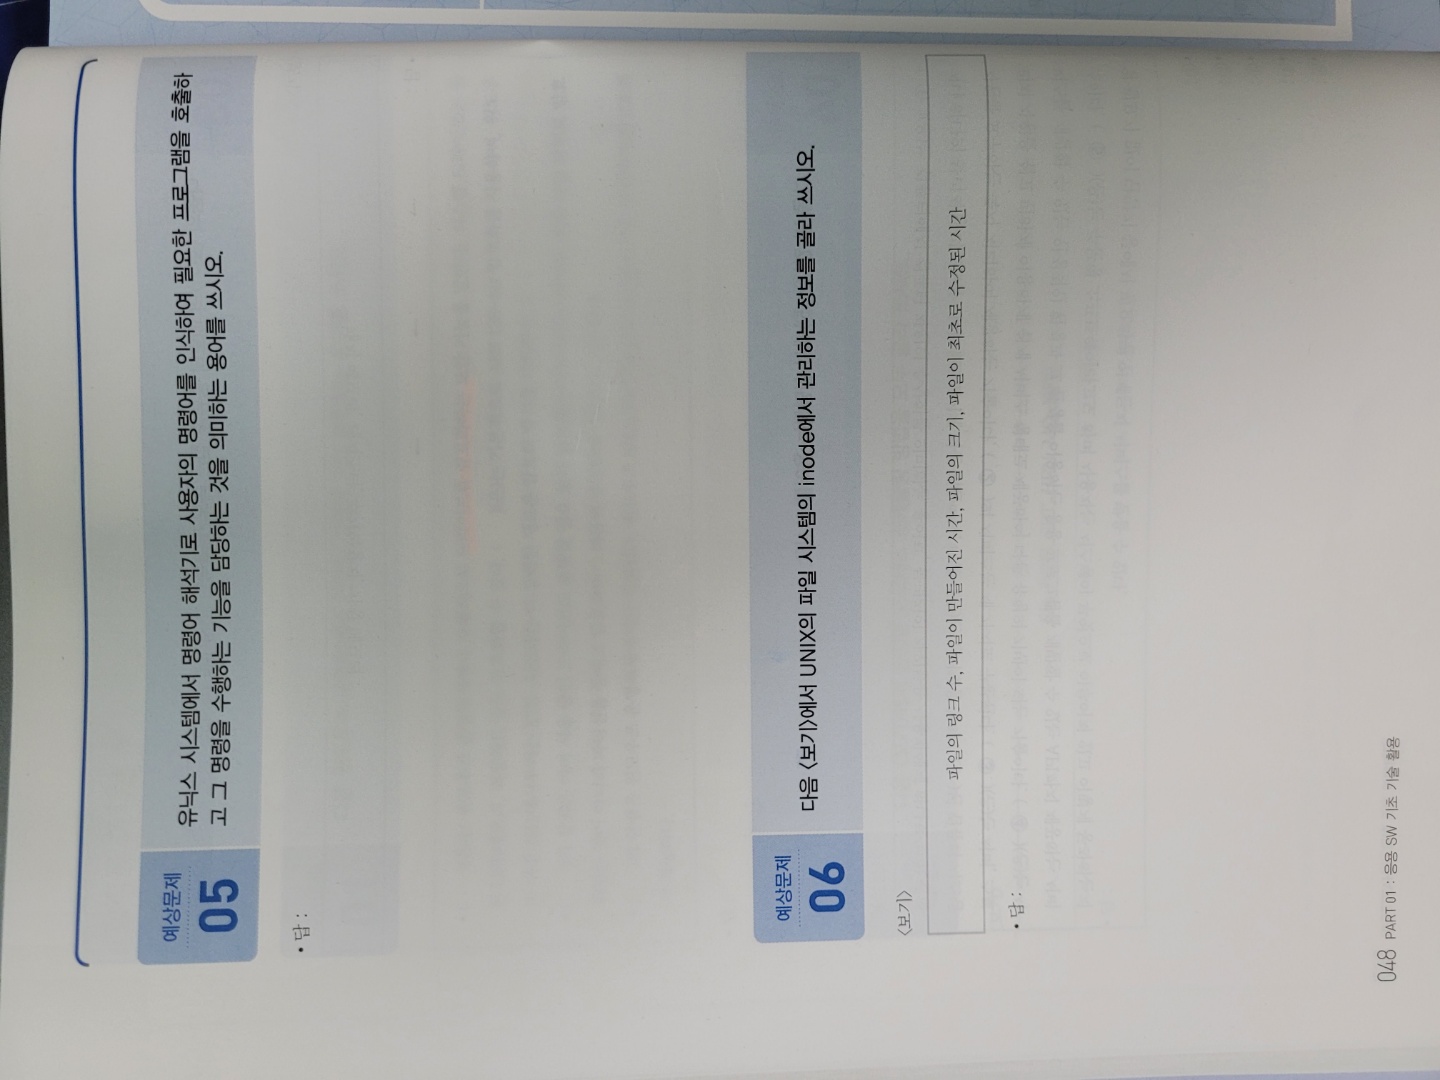 예상문제
05
유닉스 시스템에서 명령어 해석기로 사용자의 명령어를 인식하여 필요한 프로그램을 호출하
고 그 명령을 수행하는 기능을 담당하는 것을 의미하는 용어를 쓰시오.
• 답 :
예상문제
06
다음 〈보기〉에서 UNIX의 파일 시스템의 inode에서 관리하는 정보를 골라 쓰시오.
〈보기〉
파일의 링크 수, 파일이 만들어진 시간, 파일의 크기, 파일이 최초로 수정된 시간
• 답 :
048 PART 01 : 응용 SW 기초 기술 활용